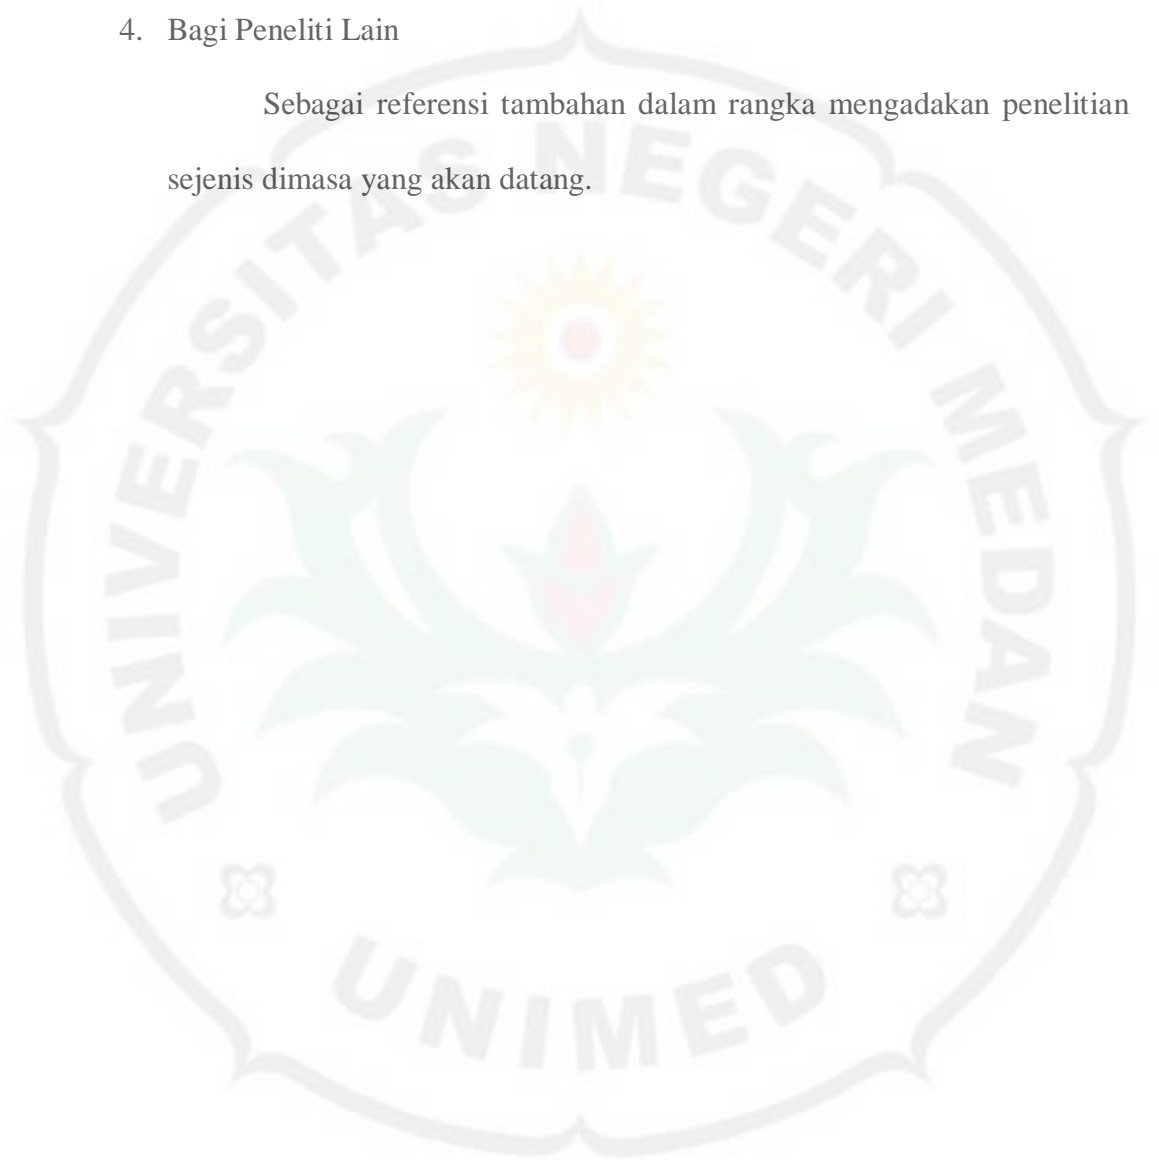 4. Bagi Peneliti Lain
Sebagai referensi tambahan dalam rangka mengadakan penelitian
sejenis dimasa yang akan datang.
UNIVERSITAS NEGERI MEDAN
UNIMED